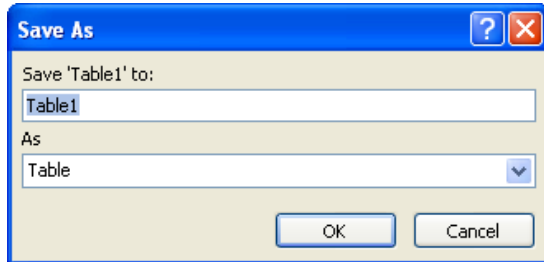 Save As
Save 'Table1' to:
Table1
As
Table
OK Cancel